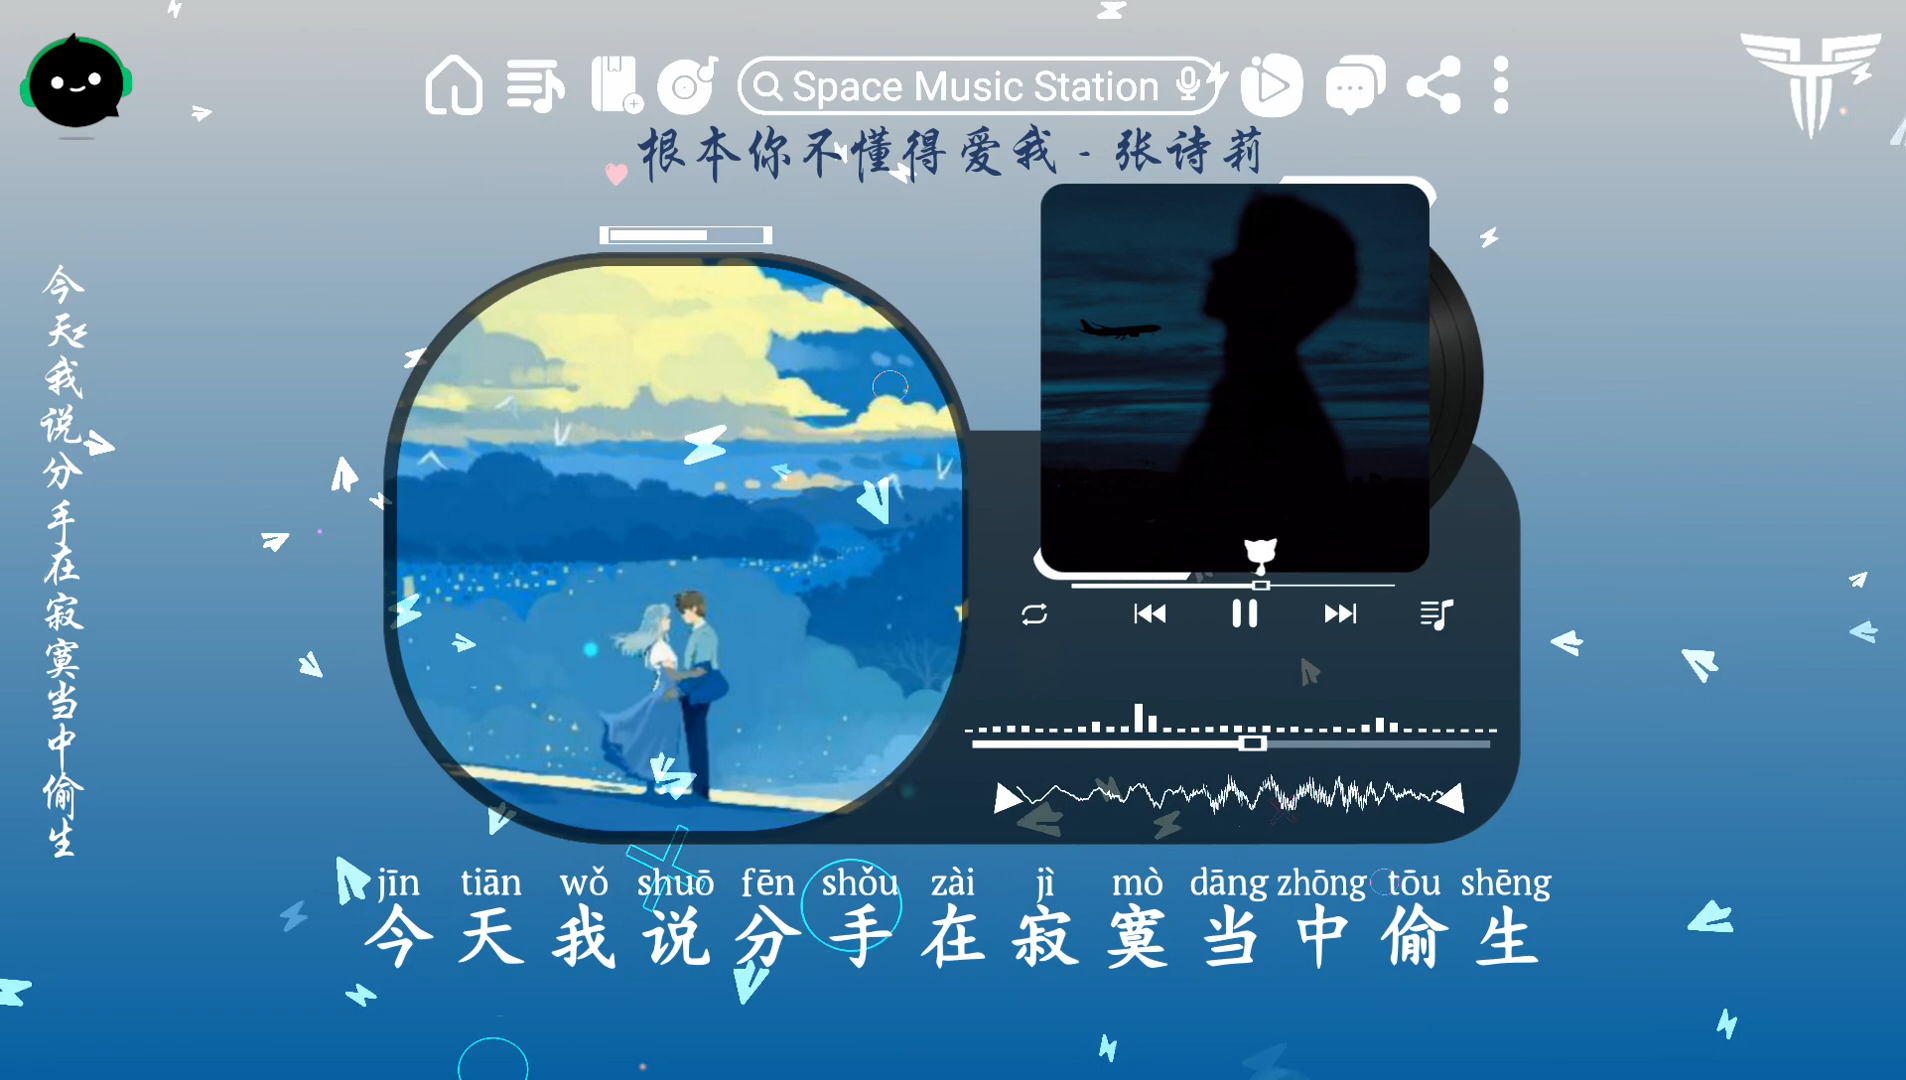 Space Music Station
根本你不懂得爱我 - 张诗莉
今天我说分手在寂寞当中偷生
jīn tiān wǒ shuō fēn shǒu zài jì mò dāng zhōng tōu shēng
今天我说分手在寂寞当中偷生